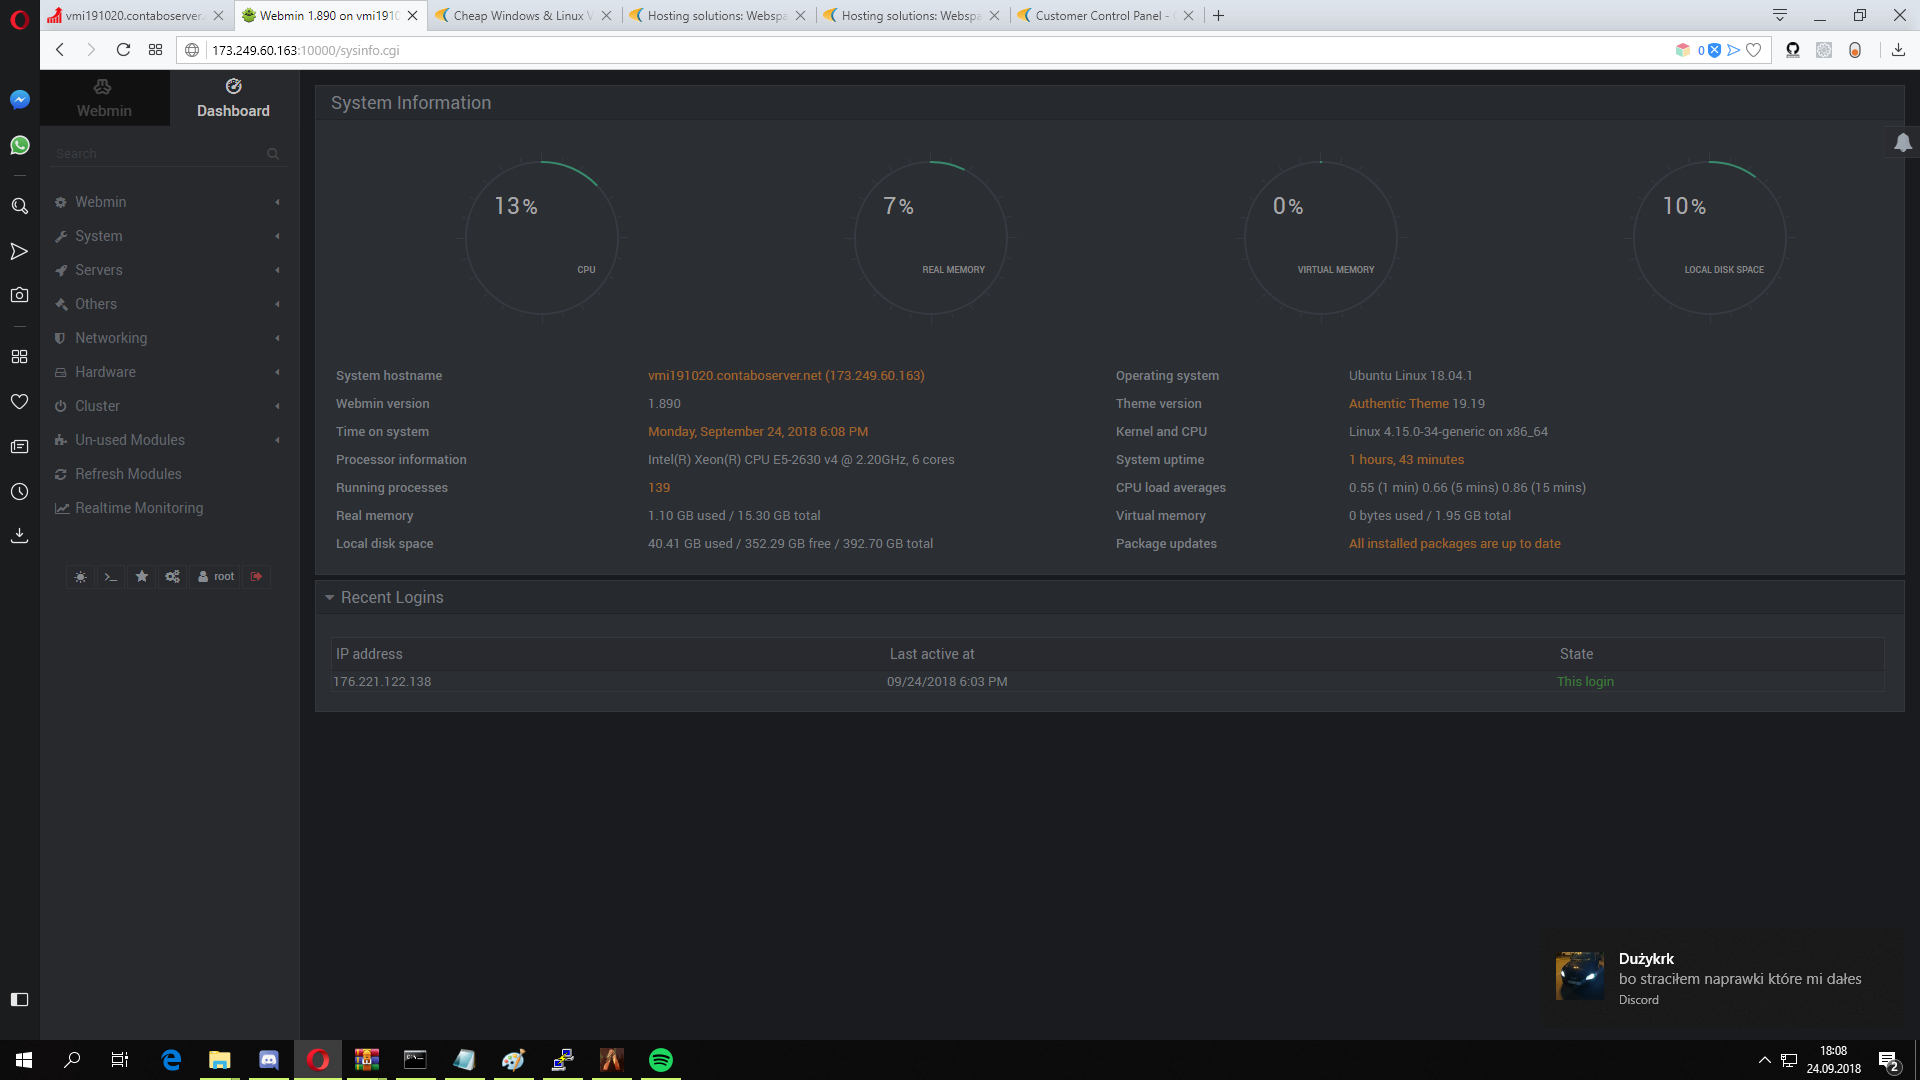 vmi191020.contaboserver.
Webmin 1.890 on vmi1910
Cheap Windows & Linux V
Hosting solutions: Webspa
Hosting solutions: Webspa
Customer Control Panel -
173.249.60.163:10000/sysinfo.cgi
0
Webmin
Dashboard
Search
Webmin
System
Servers
Others
Networking
Hardware
Cluster
Un-used Modules
Refresh Modules
Realtime Monitoring
root
System Information
13%
CPU
7%
REAL MEMORY
0%
VIRTUAL MEMORY
10%
LOCAL DISK SPACE
System hostname vmi191020.contaboserver.net (173.249.60.163) Operating system Ubuntu Linux 18.04.1
Webmin version 1.890 Theme version Authentic Theme 19.19
Time on system Monday, September 24, 2018 6:08 PM Kernel and CPU Linux 4.15.0-34-generic on x86_64
Processor information Intel(R) Xeon(R) CPU E5-2630 v4 @ 2.20GHz, 6 cores System uptime 1 hours, 43 minutes
Running processes 139 CPU load averages 0.55 (1 min) 0.66 (5 mins) 0.86 (15 mins)
Real memory 1.10 GB used / 15.30 GB total Virtual memory 0 bytes used / 1.95 GB total
Local disk space 40.41 GB used / 352.29 GB free / 392.70 GB total Package updates All installed packages are up to date
Recent Logins
IP address Last active at State
176.221.122.138 09/24/2018 6:03 PM This login
Dużykrk
bo straciłem naprawki które mi dałes
Discord
18:08
24.09.2018
2